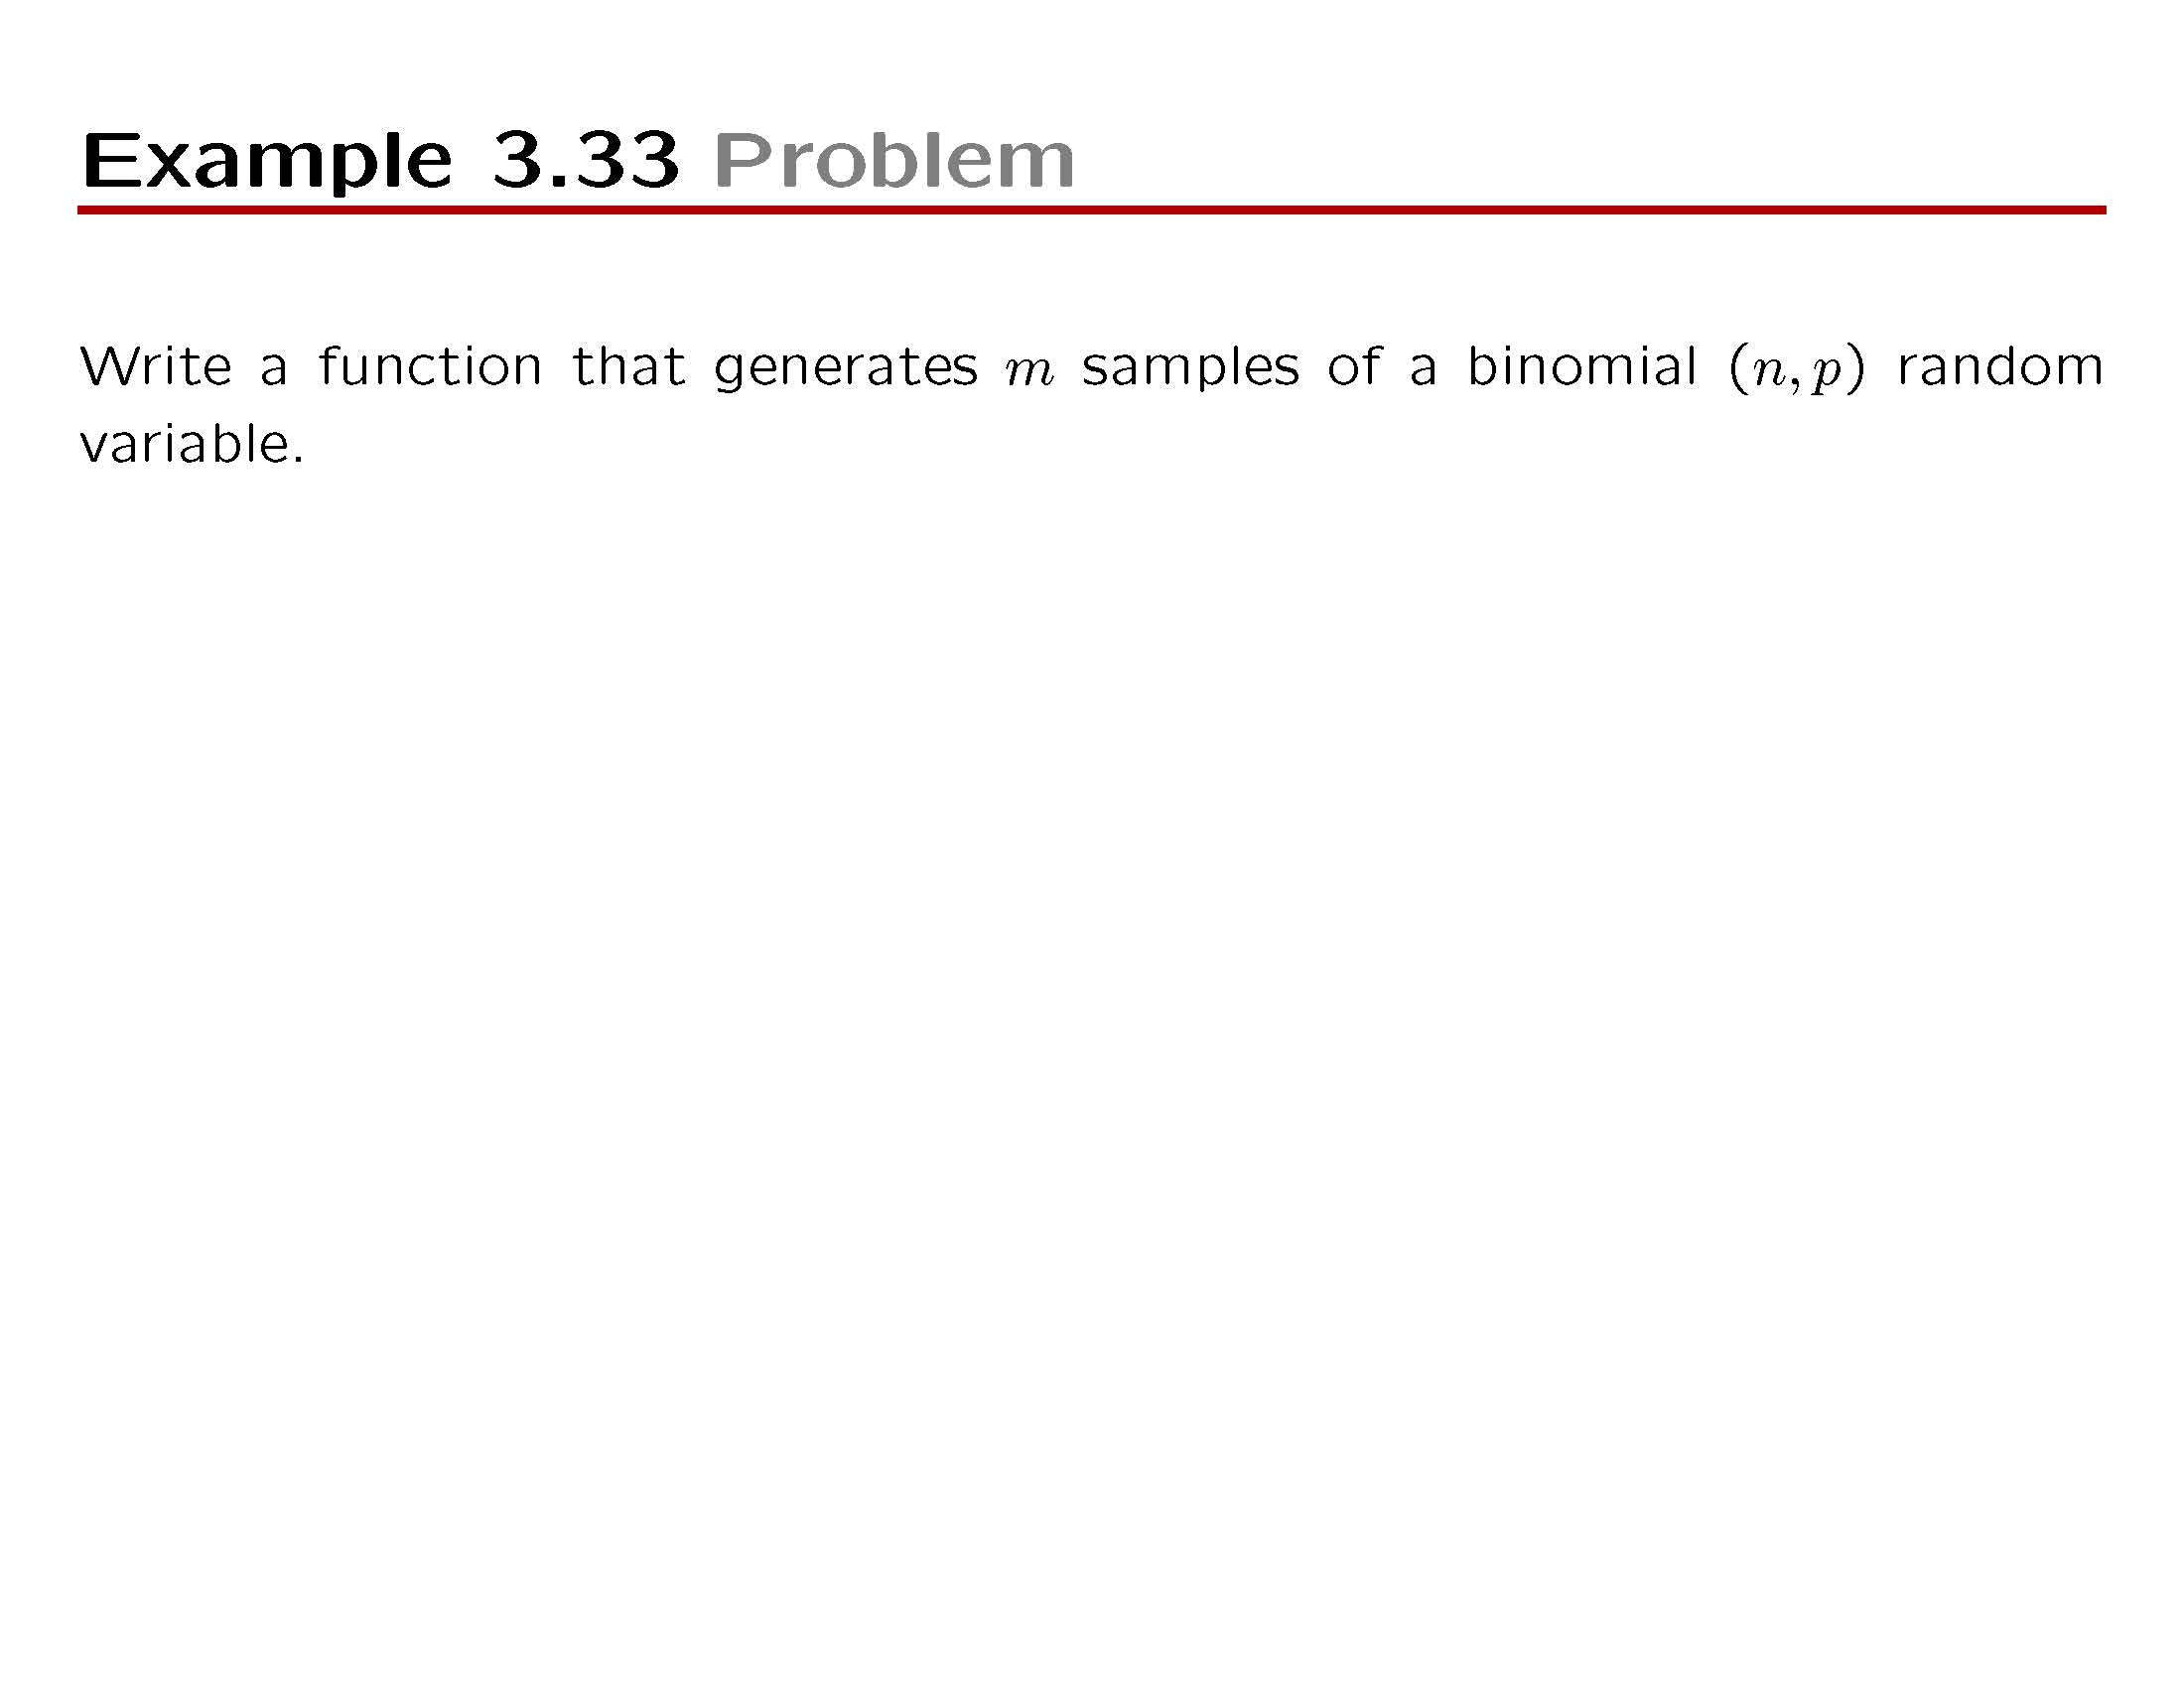 Example 3.33 Problem
Write a function that generates m samples of a binomial (n, p) random
variable.